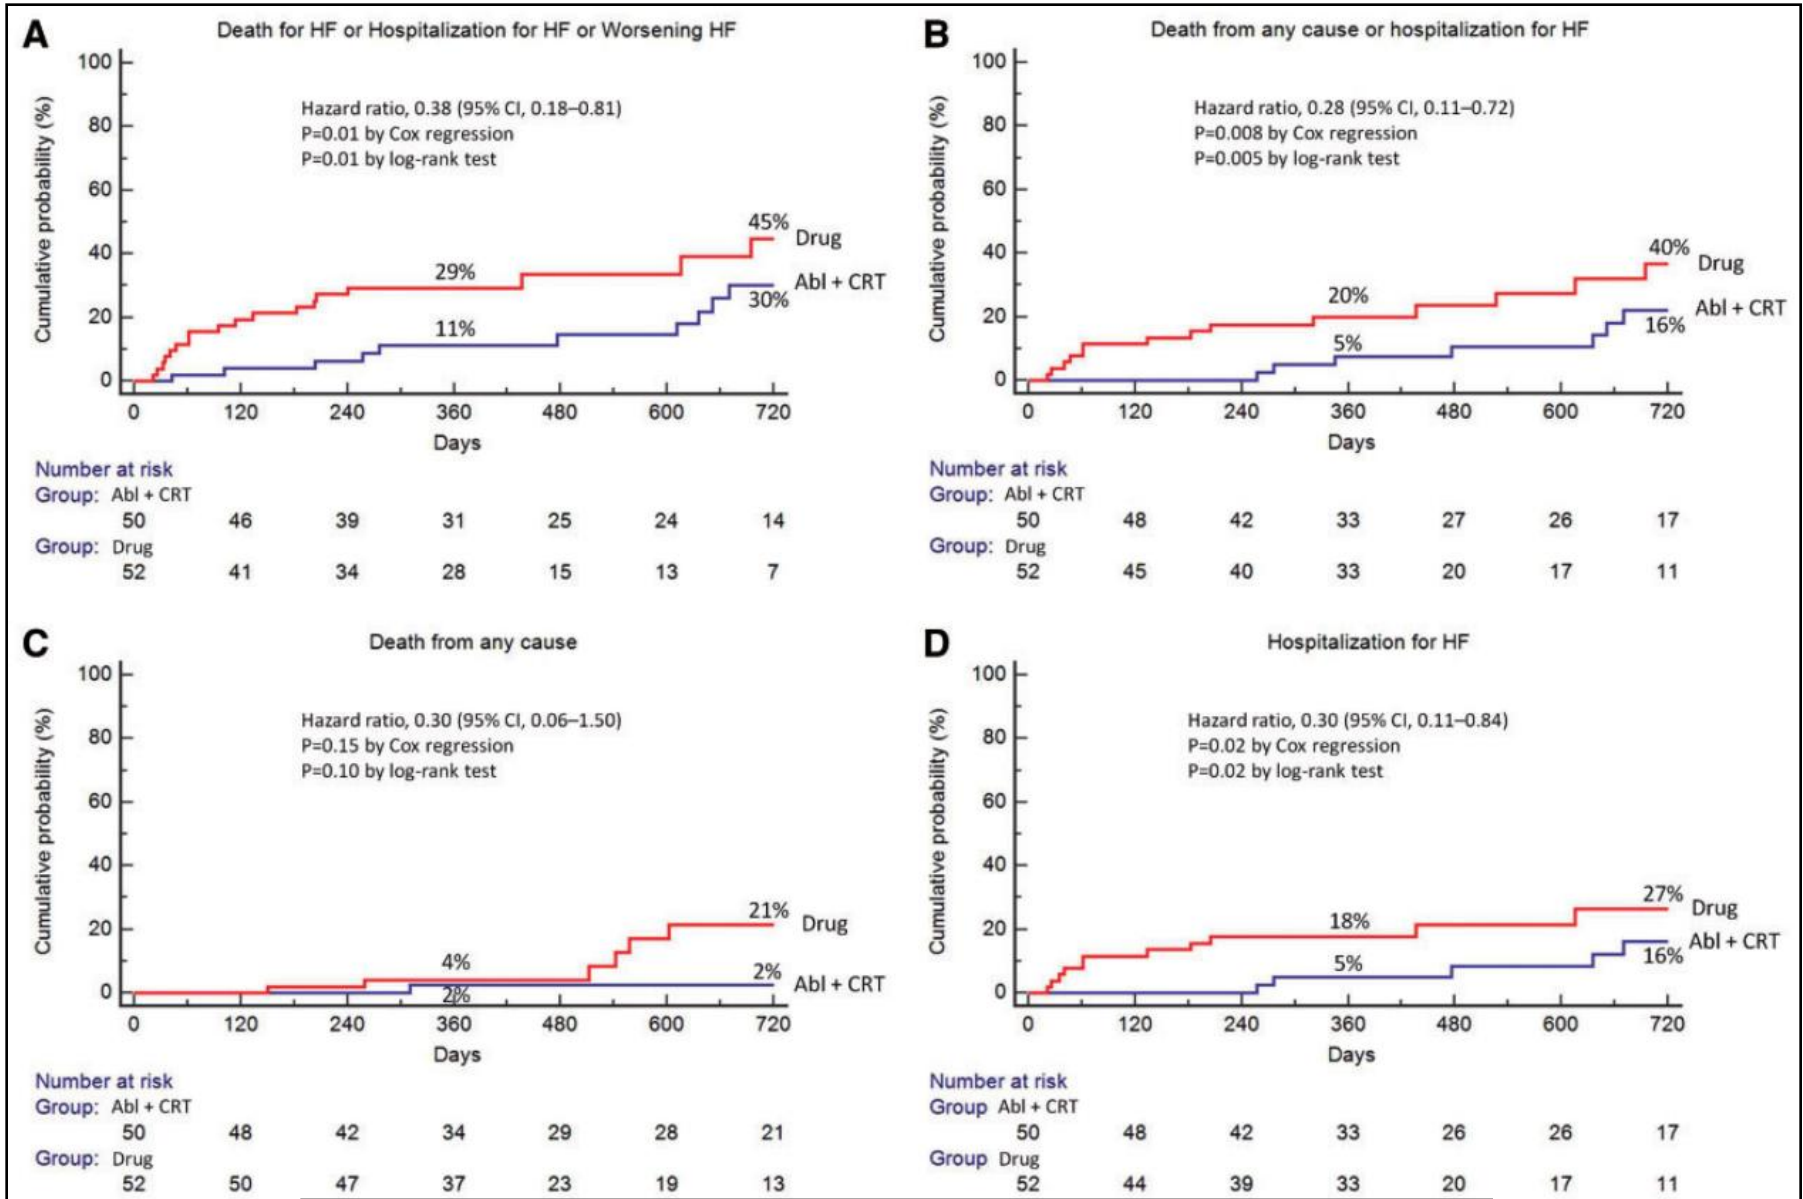 A
Death for HF or Hospitalization for HF or Worsening HF
Cumulative probability (%)
100
80
60
40
20
0
Hazard ratio, 0.38 (95% CI, 0.18–0.81)
P=0.01 by Cox regression
P=0.01 by log-rank test
45%
Drug
29%
Abl + CRT
30%
11%
0 120 240 360 480 600 720
Days
Number at risk
Group: Abl + CRT
50 46 39 31 25 24 14
Group: Drug
52 41 34 28 15 13 7
B
Death from any cause or hospitalization for HF
Cumulative probability (%)
100
80
60
40
20
0
Hazard ratio, 0.28 (95% CI, 0.11–0.72)
P=0.008 by Cox regression
P=0.005 by log-rank test
40%
Drug
20%
Abl + CRT
16%
5%
0 120 240 360 480 600 720
Days
Number at risk
Group: Abl + CRT
50 48 42 33 27 26 17
Group: Drug
52 45 40 33 20 17 11
C
Death from any cause
Cumulative probability (%)
100
80
60
40
20
0
Hazard ratio, 0.30 (95% CI, 0.06–1.50)
P=0.15 by Cox regression
P=0.10 by log-rank test
21%
Drug
4%
2%
Abl + CRT
2%
0 120 240 360 480 600 720
Days
Number at risk
Group: Abl + CRT
50 48 42 34 29 28 21
Group: Drug
52 50 47 37 23 19 13
D
Hospitalization for HF
Cumulative probability (%)
100
80
60
40
20
0
Hazard ratio, 0.30 (95% CI, 0.11–0.84)
P=0.02 by Cox regression
P=0.02 by log-rank test
27%
Drug
18%
Abl + CRT
16%
5%
0 120 240 360 480 600 720
Days
Number at risk
Group Abl + CRT
50 48 42 33 26 26 17
Group Drug
52 44 39 33 20 17 11